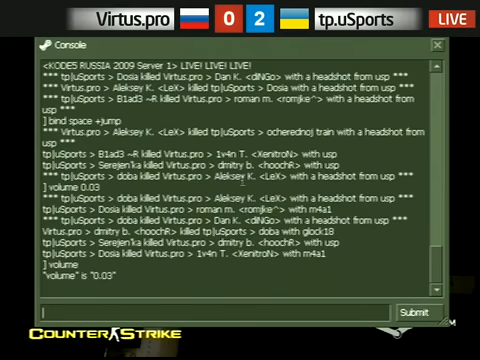 Virtus.pro 0 2 tp.uSports LIVE
Console
<KODE5 RUSSIA 2009 Server 1> LIVE! LIVE! LIVE!
*** tp|uSports > Dosia killed Virtus.pro > Dan K. <diNGo> with a headshot from usp ***
*** Virtus.pro > Aleksey K. <LeX> killed tp|uSports > Dosia with a headshot from usp ***
*** tp|uSports > B1ad3 ~R killed Virtus.pro > roman m. <romjke^> with a headshot from
usp ***
] bind space +jump
*** Virtus.pro > Aleksey K. <LeX> killed tp|uSports > ocherednoj train with a headshot from
usp ***
tp|uSports > B1ad3 ~R killed Virtus.pro > 1v4n T. <XenitroN> with usp
tp|uSports > Serejen'ka killed Virtus.pro > dmitry b. <hoochR> with usp
*** tp|uSports > doba killed Virtus.pro > Aleksey K. <LeX> with a headshot from usp ***
] volume 0.03
*** tp|uSports > doba killed Virtus.pro > Aleksey K. <LeX> with a headshot from usp ***
tp|uSports > Dosia killed Virtus.pro > roman m. <romjke^> with m4a1
*** tp|uSports > doba killed Virtus.pro > Dan K. <diNGo> with a headshot from usp ***
Virtus.pro > dmitry b. <hoochR> killed tp|uSports > doba with glock18
tp|uSports > Serejen'ka killed Virtus.pro > dmitry b. <hoochR> with usp
tp|uSports > Dosia killed Virtus.pro > 1v4n T. <XenitroN> with m4a1
] volume
"volume" is "0.03"
Submit
COUNTER STRIKE